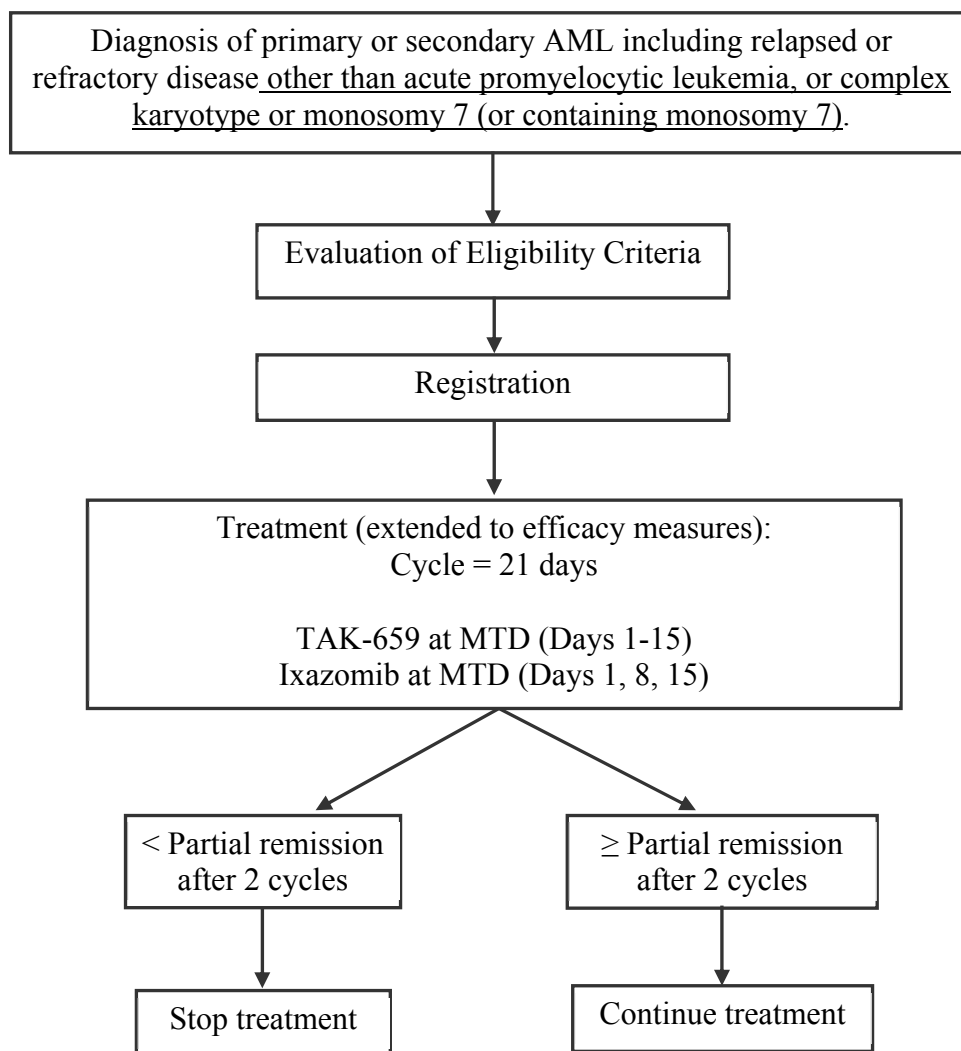 Diagnosis of primary or secondary AML including relapsed or
refractory disease other than acute promyelocytic leukemia, or complex
karyotype or monosomy 7 (or containing monosomy 7).
Evaluation of Eligibility Criteria
Registration
Treatment (extended to efficacy measures):
Cycle = 21 days
TAK-659 at MTD (Days 1-15)
Ixazomib at MTD (Days 1, 8, 15)
< Partial remission
after 2 cycles
≥ Partial remission
after 2 cycles
Stop treatment
Continue treatment